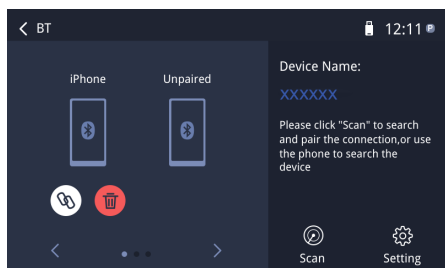 BT
12:11 P
iPhone
Unpaired
Device Name:
XXXXXX
Please click "Scan" to search
and pair the connection,or use
the phone to search the
device
Scan
Setting